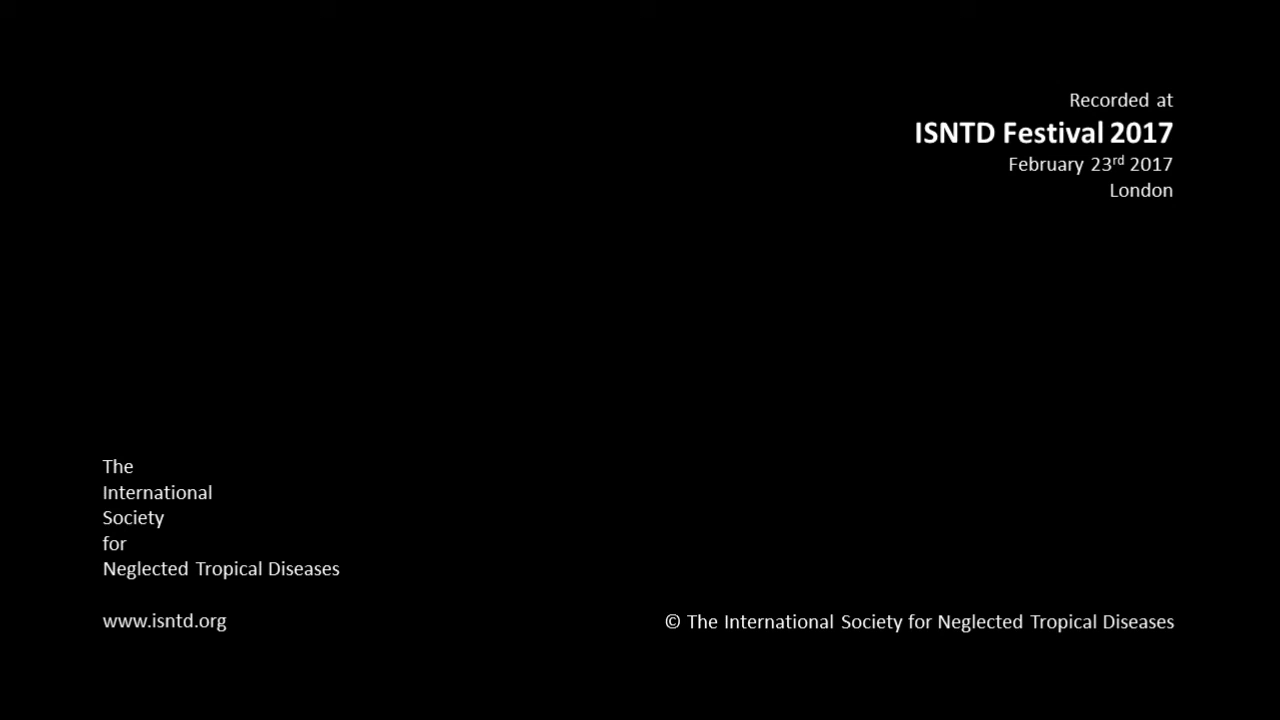 Recorded at
ISNTD Festival 2017
February 23rd 2017
London
The
International
Society
for
Neglected Tropical Diseases
www.isntd.org
© The International Society for Neglected Tropical Diseases